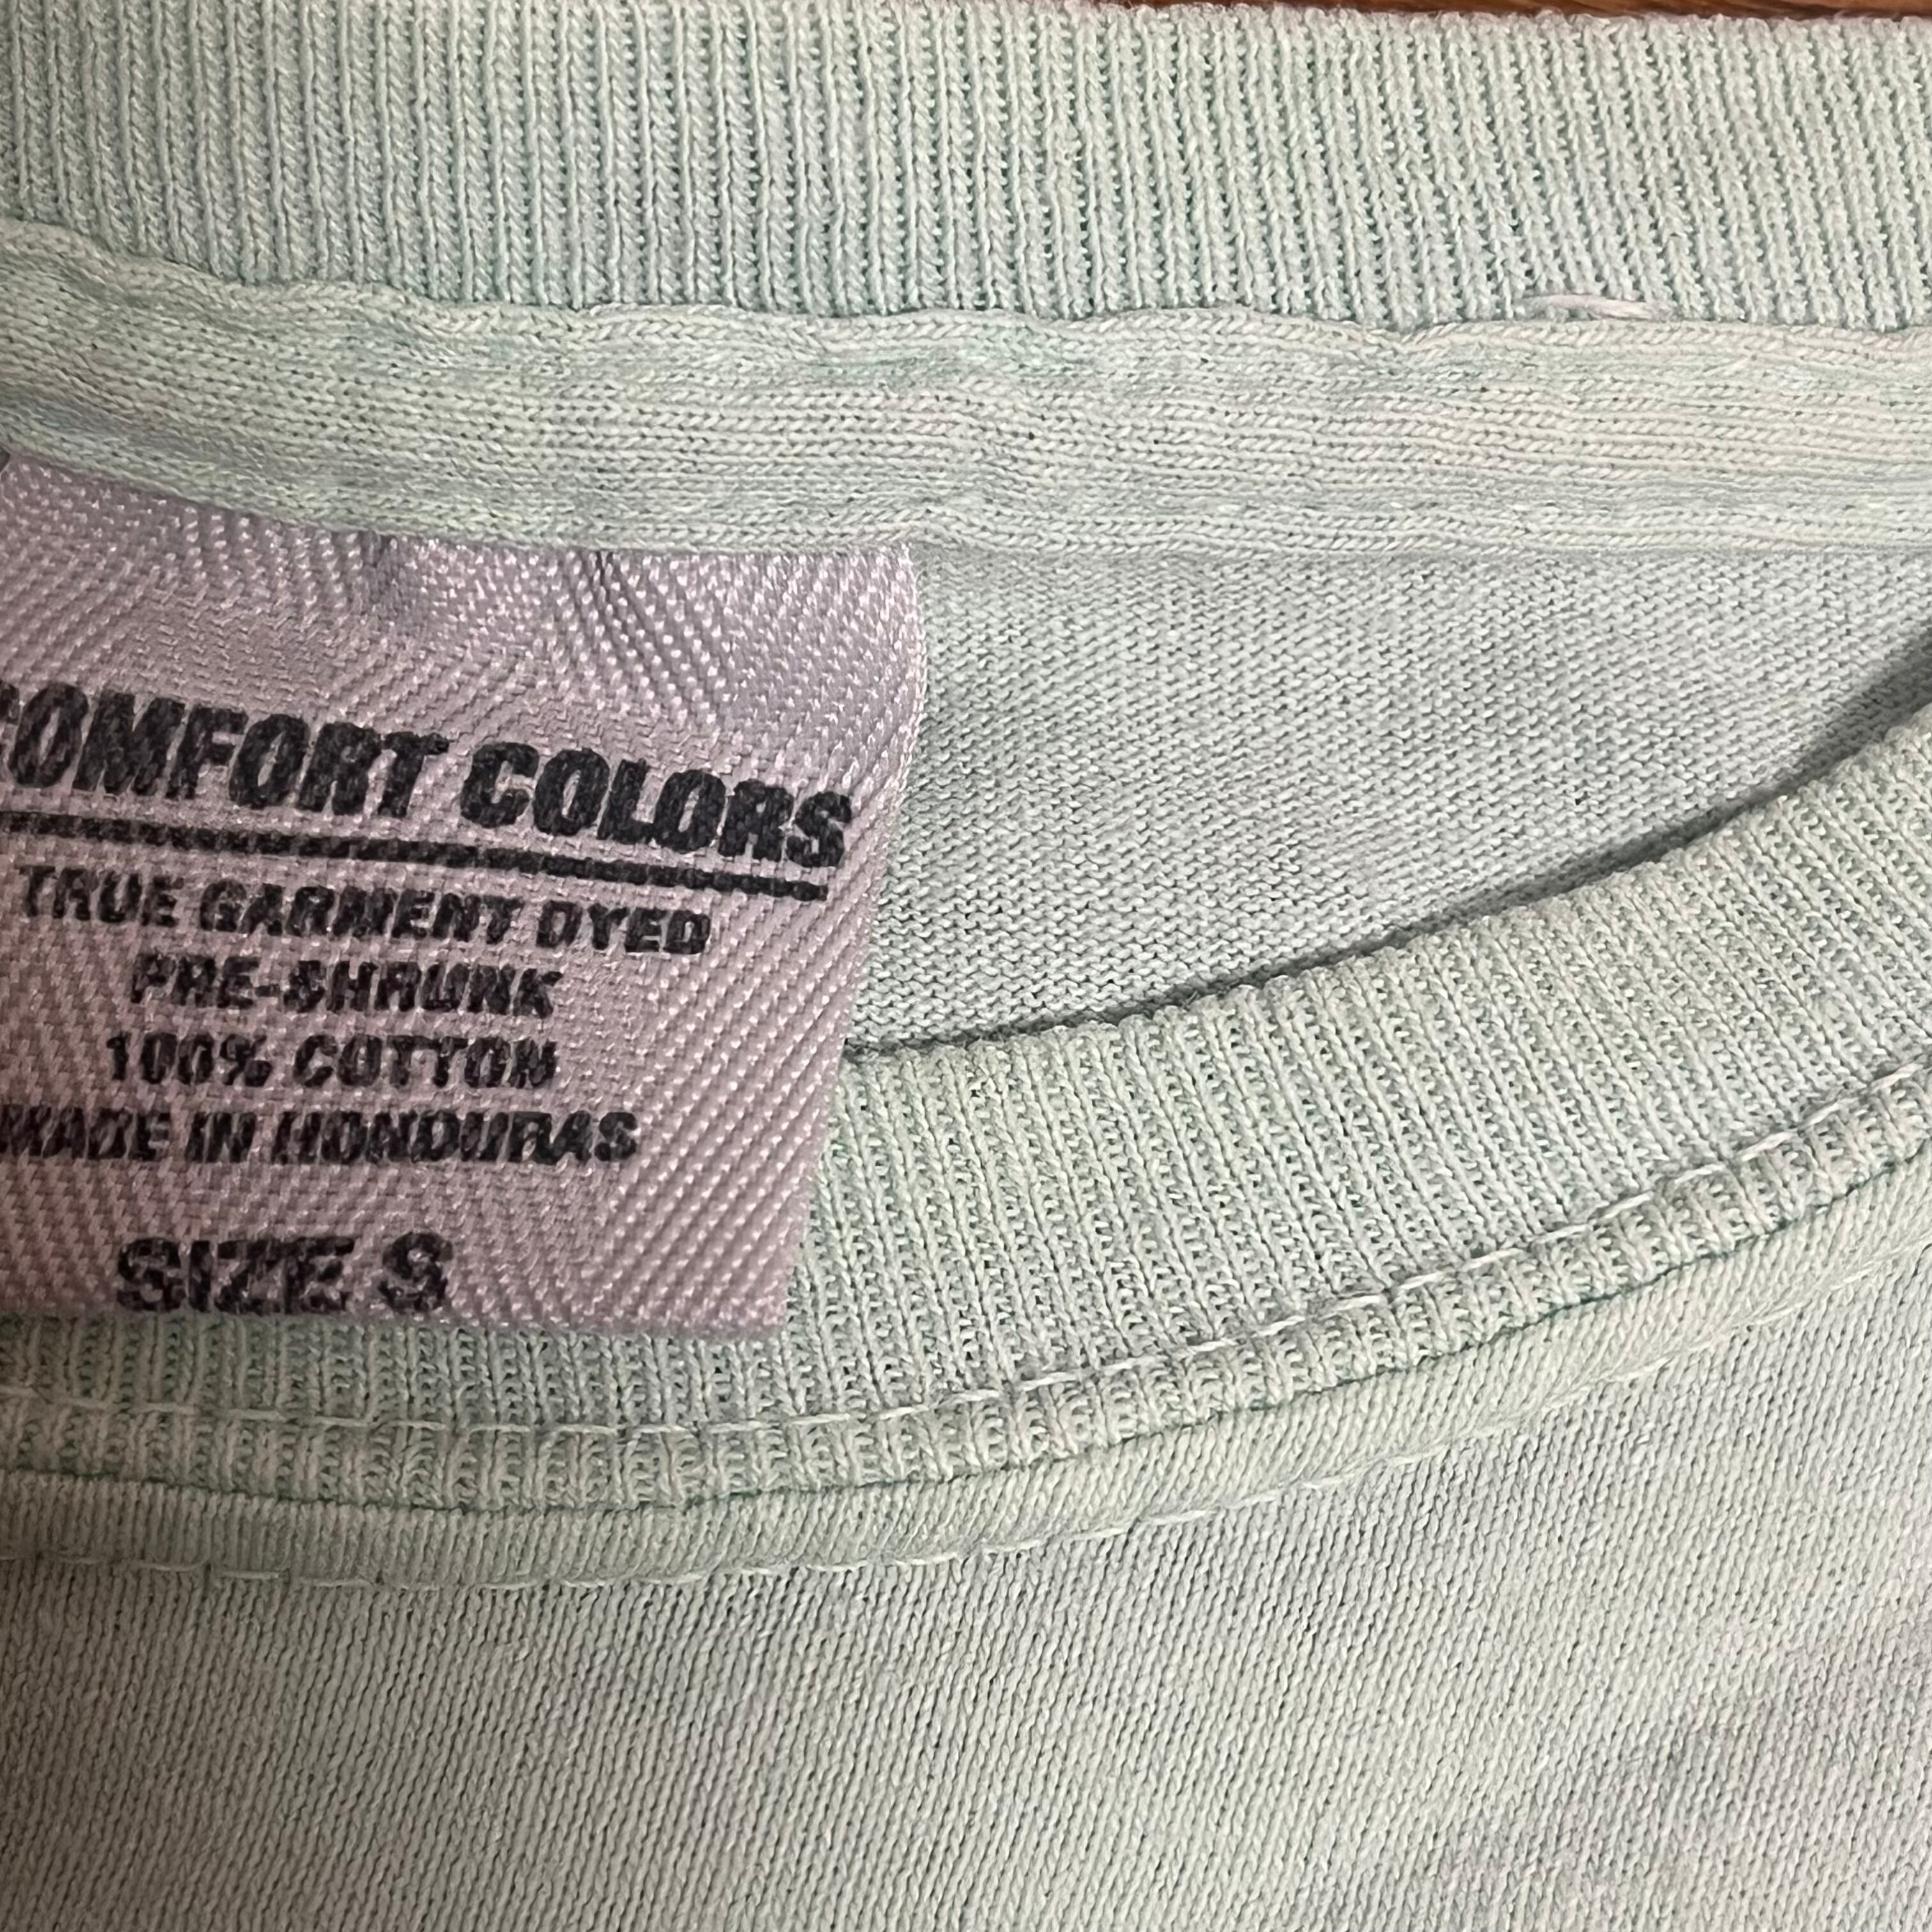 COMFORT COLORS
TRUE GARMENT DYED
PRE-SHRUNK
100% COTTON
MADE IN HONDURAS
SIZE S